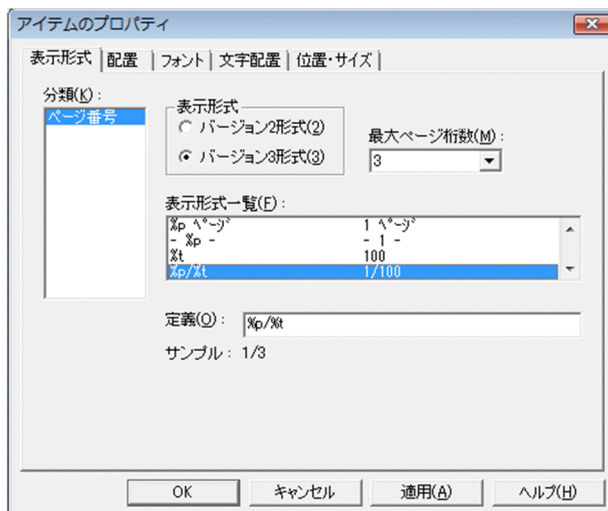 アイテムのプロパティ
表示形式 配置 フォント 文字配置 位置・サイズ
分類(K):
ページ番号
表示形式
バージョン2形式(2)
バージョン3形式(3)
最大ページ桁数(M):
3
表示形式一覧(F):
%p ﾍﾟｰｼﾞ 1 ﾍﾟｰｼﾞ
- %p - - 1 -
%t 100
%p/%t 1/100
定義(O): %p/%t
サンプル: 1/3
OK キャンセル 適用(A) ヘルプ(H)